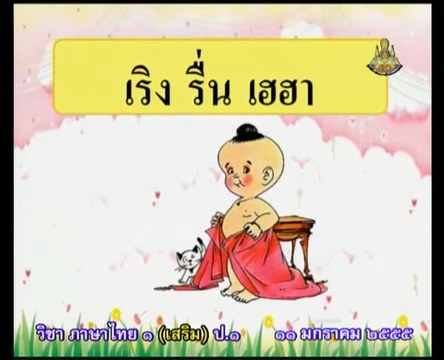 เริง รื่น เฮฮา
วิชา ภาษาไทย ๑ (เสริม) ป.๑ ๑๑ มกราคม ๒๕๕๕